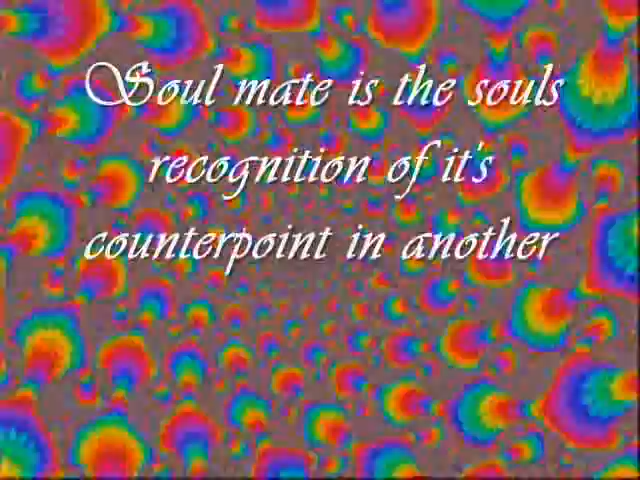 Soul mate is the souls
recognition of it's
counterpoint in another